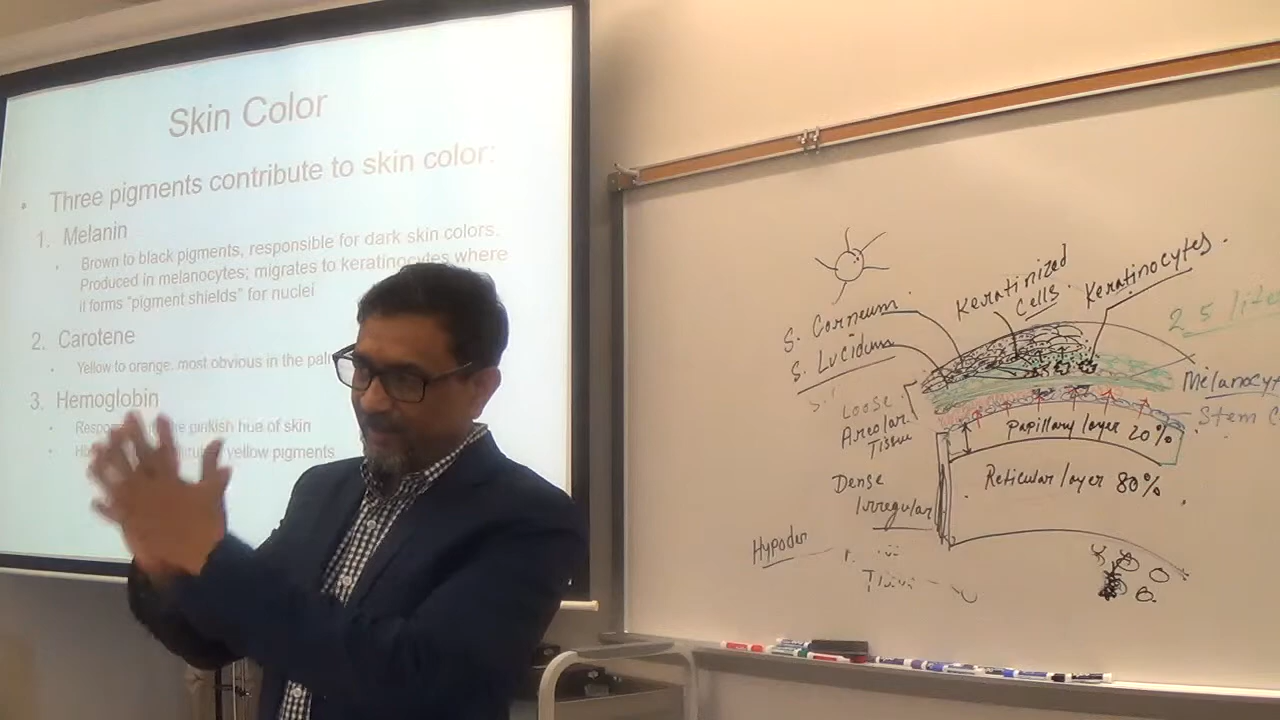 Skin Color
• Three pigments contribute to skin color:
1. Melanin
• Brown to black pigments, responsible for dark skin colors.
Produced in melanocytes; migrates to keratinocytes where
it forms "pigment shields" for nuclei
2. Carotene
• Yellow to orange, most obvious in the
3. Hemoglobin
• pinkish hue of skin
• yellow pigments
Keratinized
Cells
Keratinocytes
S. Corneum
S. Lucidum
2.5
Loose
Areolar
Tissue
Stem
Papillary layer 20%
Reticular layer 80%
Dense
Irregular
Hypoder